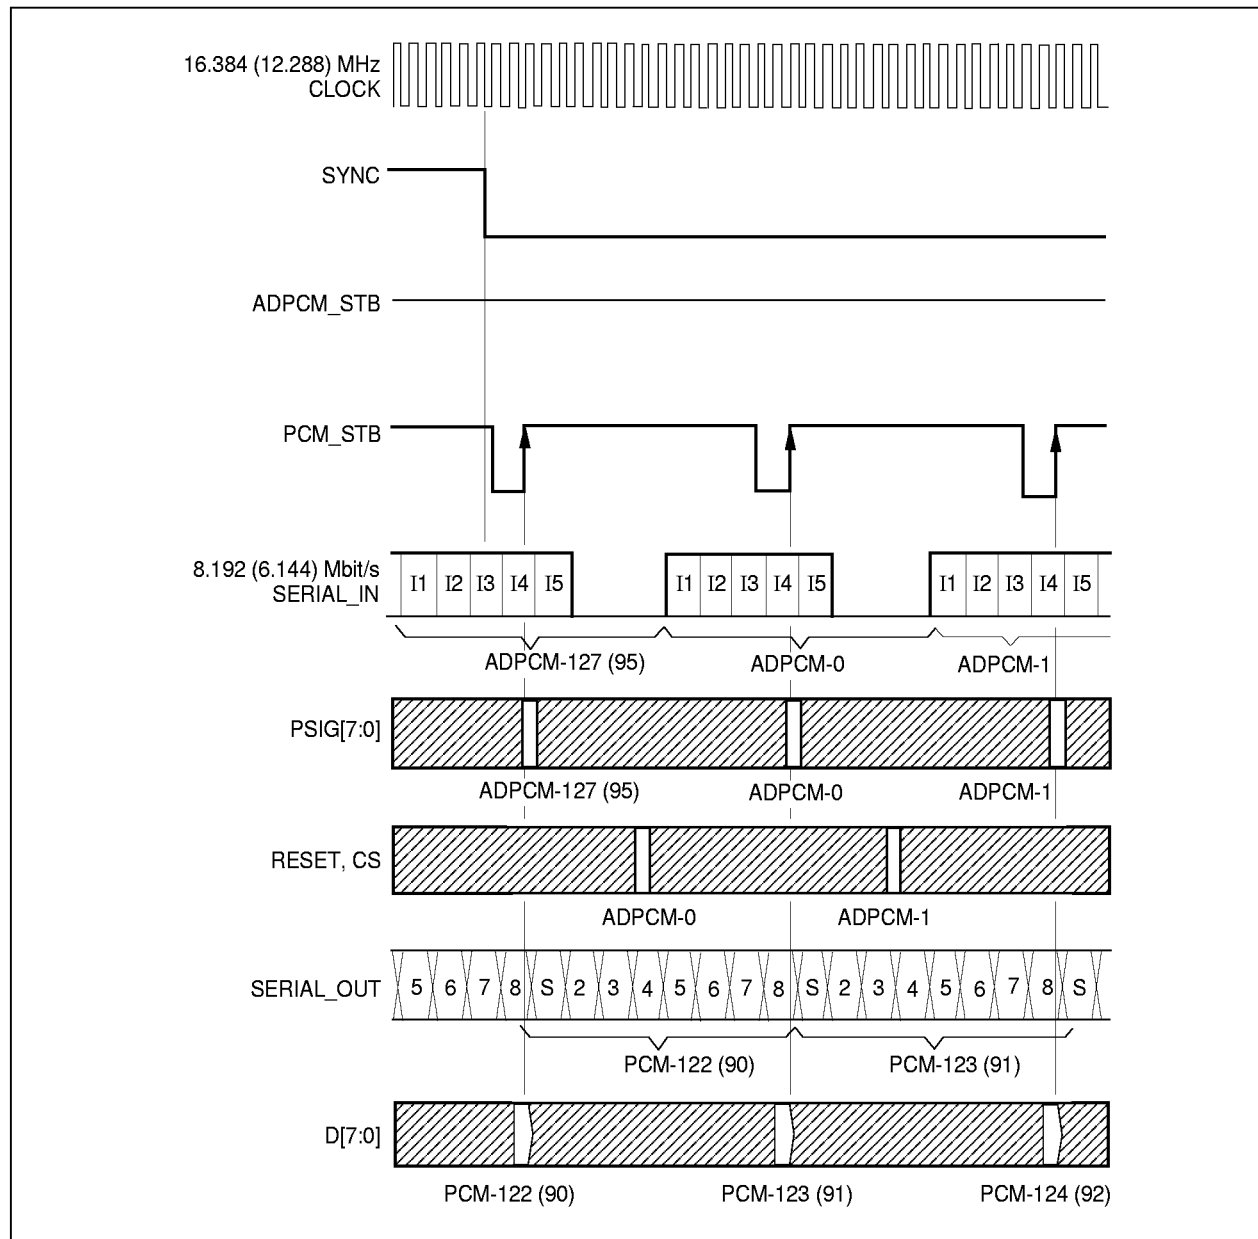 16.384 (12.288) MHz
CLOCK
SYNC
ADPCM_STB
PCM_STB
8.192 (6.144) Mbit/s
SERIAL_IN
I1 I2 I3 I4 I5 I1 I2 I3 I4 I5 I1 I2 I3 I4 I5
ADPCM-127 (95) ADPCM-0 ADPCM-1
PSIG[7:0]
ADPCM-127 (95) ADPCM-0 ADPCM-1
RESET, CS
ADPCM-0 ADPCM-1
SERIAL_OUT 5 6 7 8 S 2 3 4 5 6 7 8 S 2 3 4 5 6 7 8 S
PCM-122 (90) PCM-123 (91)
D[7:0]
PCM-122 (90) PCM-123 (91) PCM-124 (92)